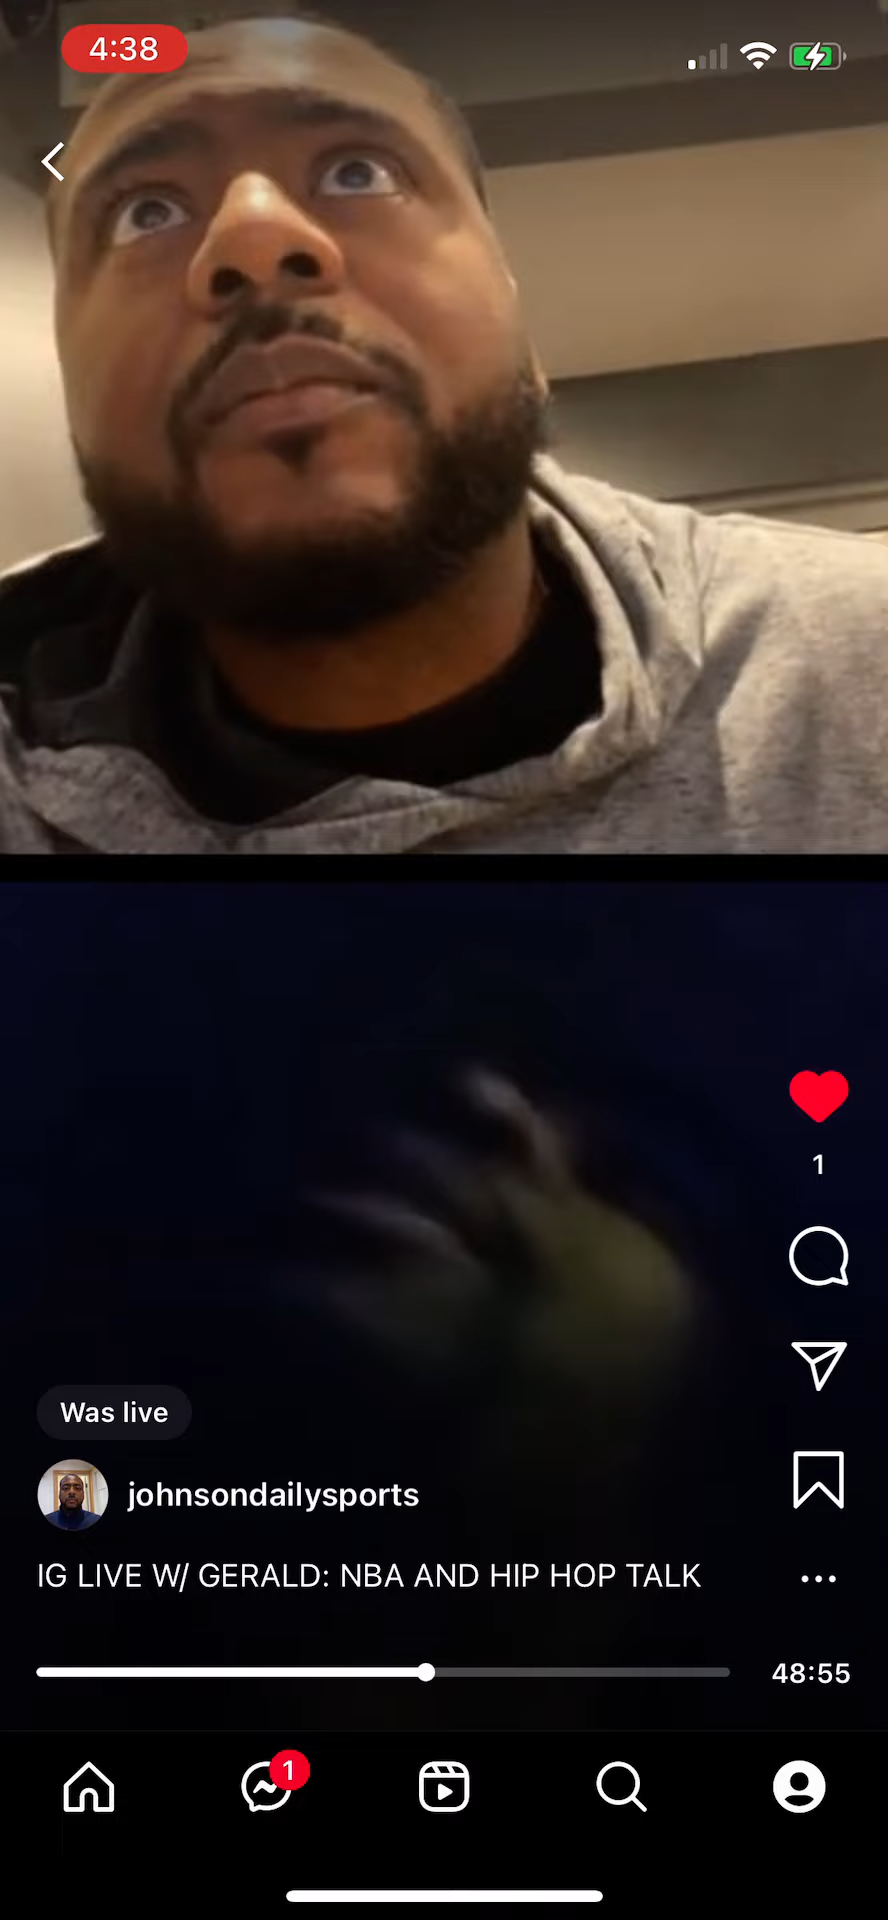 4:38
1
Was live
johnsondailysports
IG LIVE W/ GERALD: NBA AND HIP HOP TALK
48:55
1